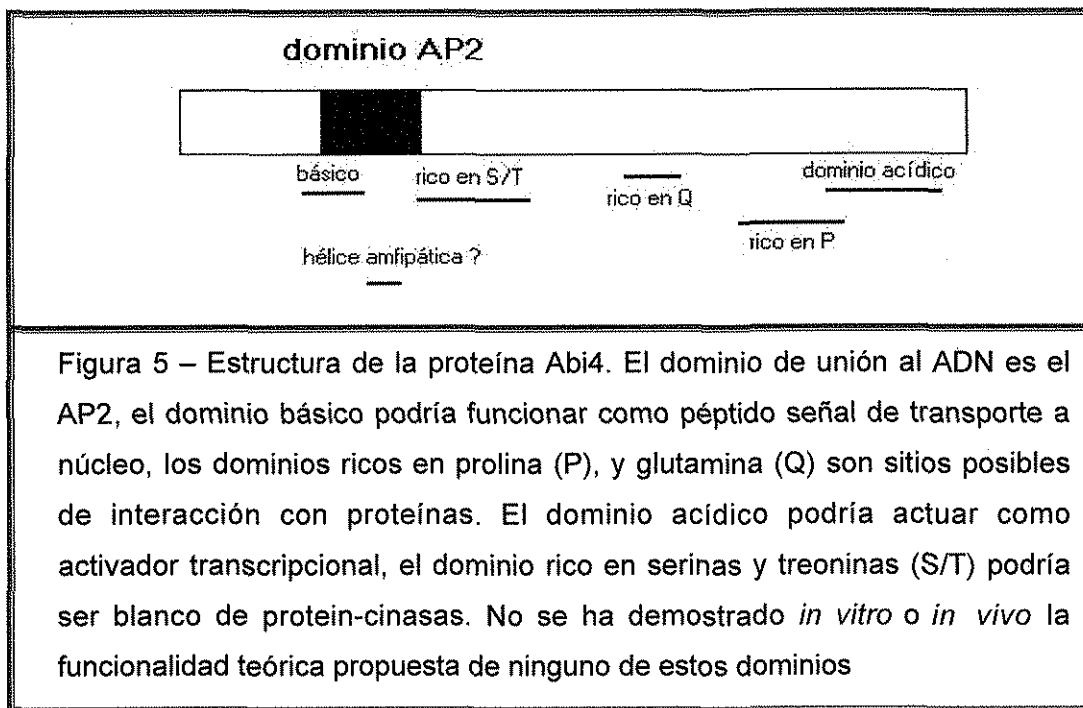 dominio AP2
básico
rico en S/T
rico en Q
dominio acídico
rico en P
hélice amfipática ?
Figura 5 – Estructura de la proteína Abi4. El dominio de unión al ADN es el
AP2, el dominio básico podría funcionar como péptido señal de transporte a
núcleo, los dominios ricos en prolina (P), y glutamina (Q) son sitios posibles
de interacción con proteínas. El dominio acídico podría actuar como
activador transcripcional, el dominio rico en serinas y treoninas (S/T) podría
ser blanco de protein-cinasas. No se ha demostrado in vitro o in vivo la
funcionalidad teórica propuesta de ninguno de estos dominios